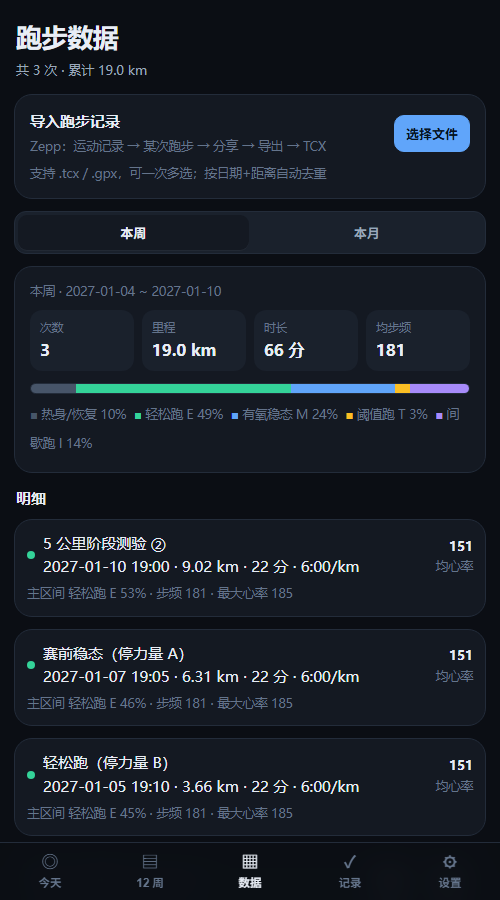 跑步数据
共 3 次 · 累计 19.0 km
导入跑步记录
Zepp：运动记录 → 某次跑步 → 分享 → 导出 → TCX
支持 .tcx / .gpx，可一次多选；按日期+距离自动去重
选择文件
本周
本月
本周 · 2027-01-04 ~ 2027-01-10
次数
3
里程
19.0 km
时长
66 分
均步频
181
热身/恢复 10% 轻松跑 E 49% 有氧稳态 M 24% 阈值跑 T 3% 间
歇跑 I 14%
明细
5 公里阶段测验 ②
2027-01-10 19:00 · 9.02 km · 22 分 · 6:00/km
主区间 轻松跑 E 53% · 步频 181 · 最大心率 185
151
均心率
赛前稳态（停力量 A）
2027-01-07 19:05 · 6.31 km · 22 分 · 6:00/km
主区间 轻松跑 E 46% · 步频 181 · 最大心率 185
151
均心率
轻松跑（停力量 B）
2027-01-05 19:10 · 3.66 km · 22 分 · 6:00/km
主区间 轻松跑 E 45% · 步频 181 · 最大心率 185
151
均心率
今天
12 周
数据
记录
设置